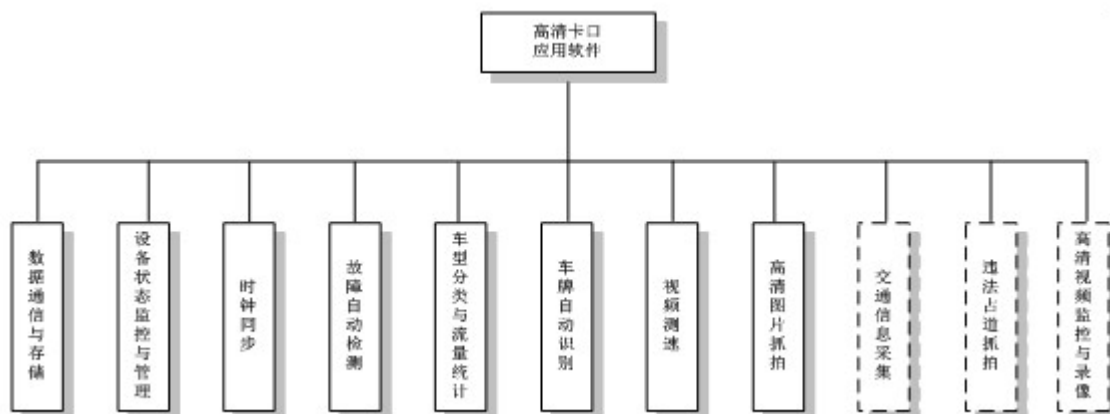 高清卡口
应用软件
数据通信与存储
设备状态监控与管理
时钟同步
故障自动检测
车型分类与流量统计
车牌自动识别
视频测速
高清图片抓拍
交通信息采集
违法占道抓拍
高清视频监控与录像